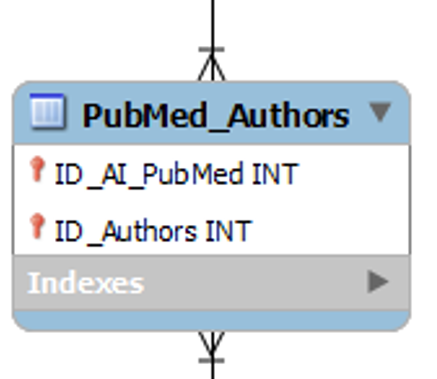 PubMed_Authors
ID_AI_PubMed INT
ID_Authors INT
Indexes